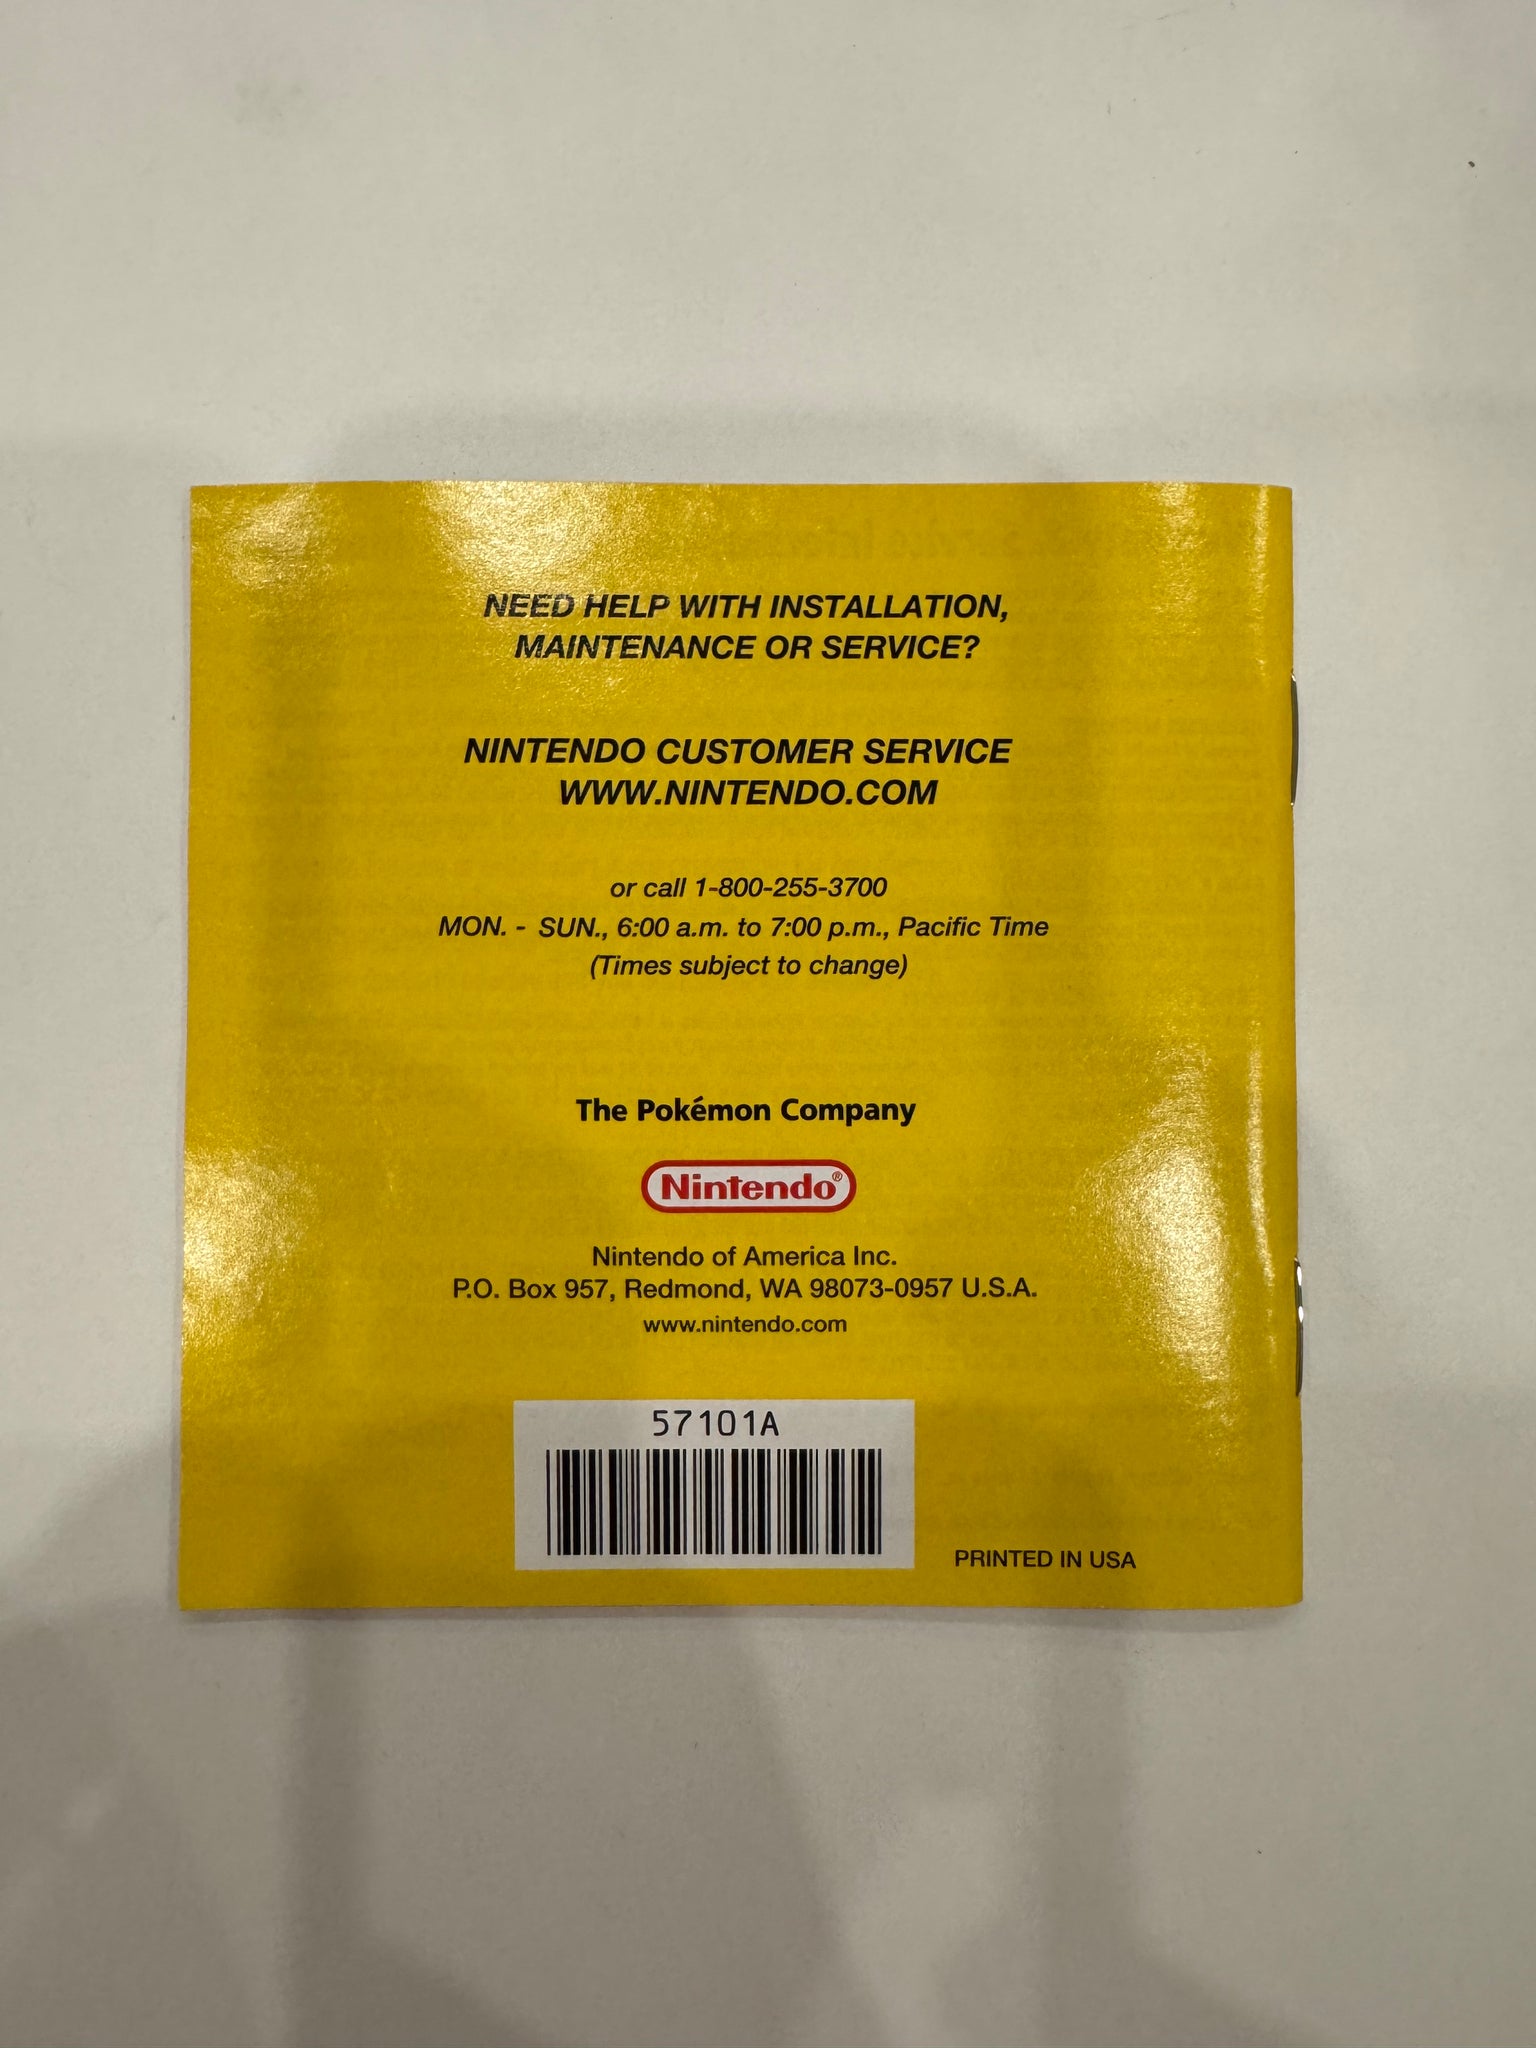 NEED HELP WITH INSTALLATION,
MAINTENANCE OR SERVICE?
NINTENDO CUSTOMER SERVICE
WWW.NINTENDO.COM
or call 1-800-255-3700
MON. - SUN., 6:00 a.m. to 7:00 p.m., Pacific Time
(Times subject to change)
The Pokémon Company
Nintendo®
Nintendo of America Inc.
P.O. Box 957, Redmond, WA 98073-0957 U.S.A.
www.nintendo.com
57101A
PRINTED IN USA